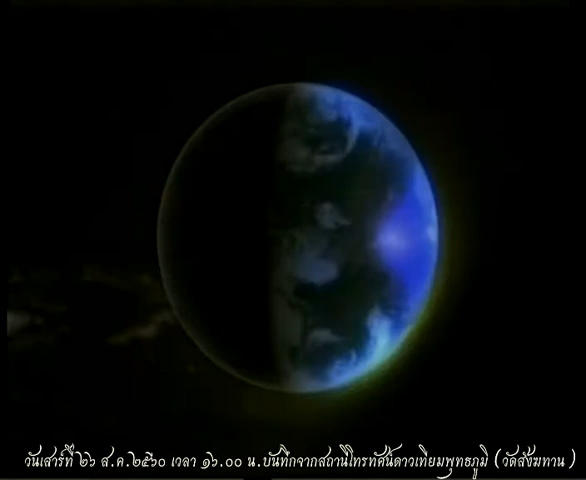 วันเสาร์ที่ ๒๖ ส.ค.๒๕๖๐ เวลา ๑๖.๐๐ น.บันทึกจากสถานีโทรทัศน์ดาวเทียมพุทธภูมิ (วัดสังฆทาน )